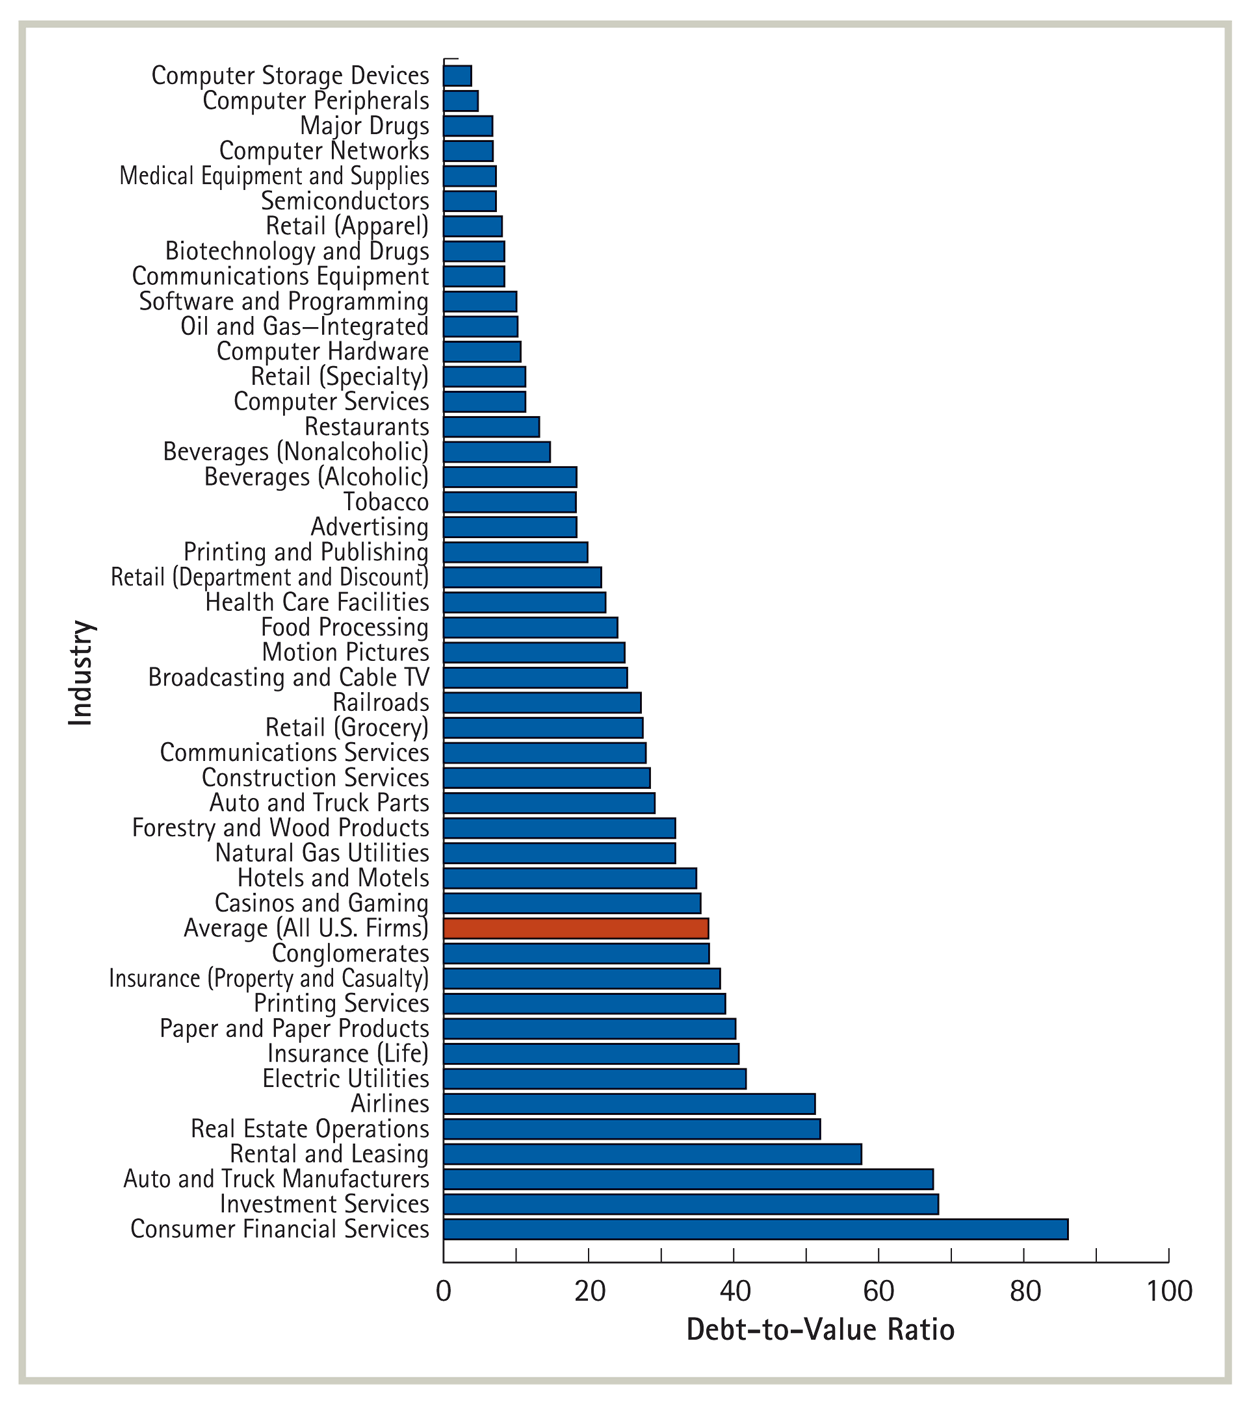 Computer Storage Devices
Computer Peripherals
Major Drugs
Computer Networks
Medical Equipment and Supplies
Semiconductors
Retail (Apparel)
Biotechnology and Drugs
Communications Equipment
Software and Programming
Oil and Gas—Integrated
Computer Hardware
Retail (Specialty)
Computer Services
Restaurants
Beverages (Nonalcoholic)
Beverages (Alcoholic)
Tobacco
Advertising
Printing and Publishing
Retail (Department and Discount)
Health Care Facilities
Food Processing
Motion Pictures
Broadcasting and Cable TV
Railroads
Retail (Grocery)
Communications Services
Construction Services
Auto and Truck Parts
Forestry and Wood Products
Natural Gas Utilities
Hotels and Motels
Casinos and Gaming
Average (All U.S. Firms)
Conglomerates
Insurance (Property and Casualty)
Printing Services
Paper and Paper Products
Insurance (Life)
Electric Utilities
Airlines
Real Estate Operations
Rental and Leasing
Auto and Truck Manufacturers
Investment Services
Consumer Financial Services
Industry
0 20 40 60 80 100
Debt-to-Value Ratio